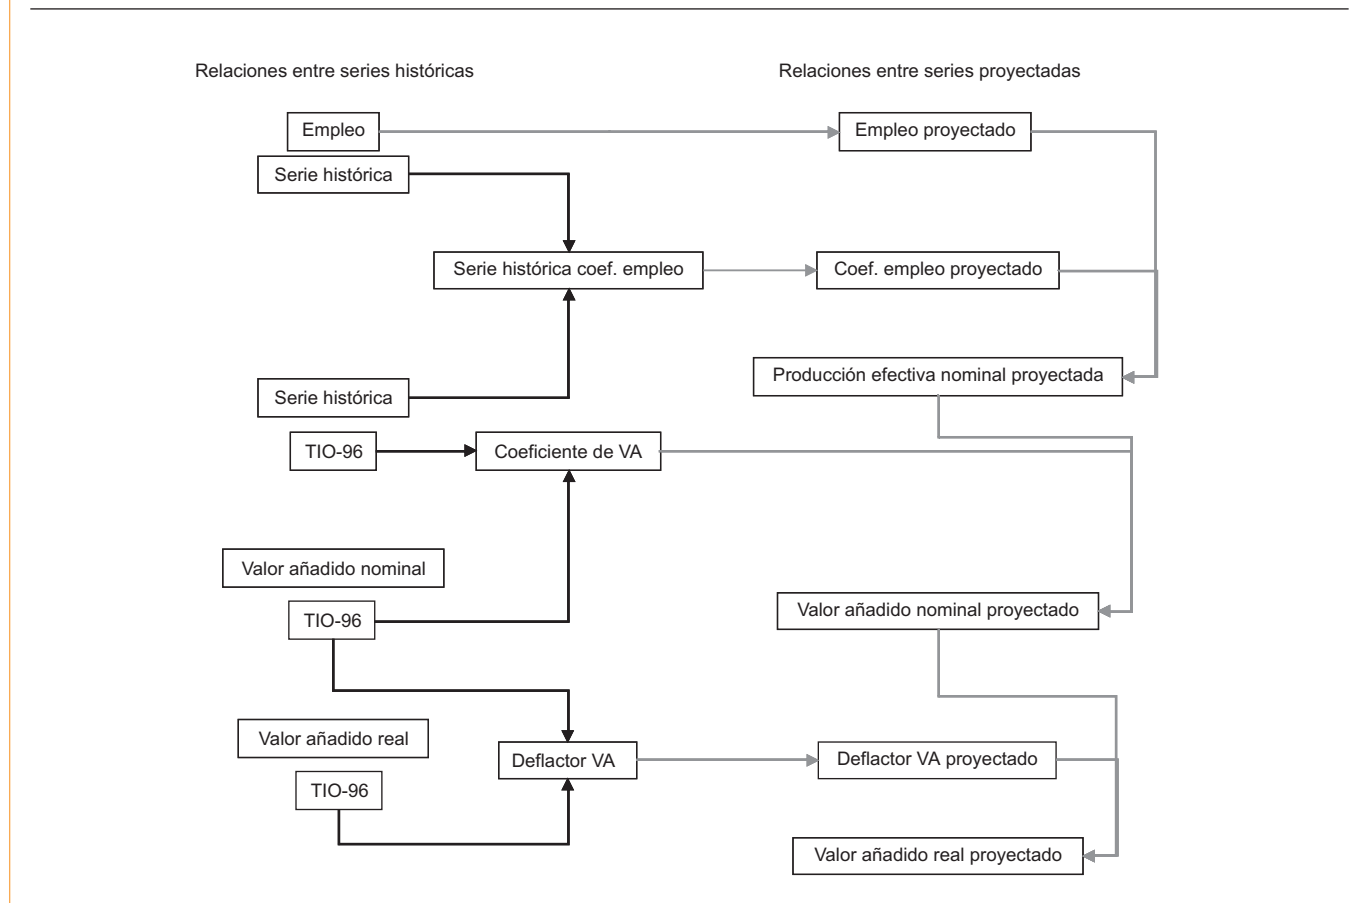 Relaciones entre series históricas
Relaciones entre series proyectadas
Empleo
Empleo proyectado
Serie histórica
Serie histórica coef. empleo
Coef. empleo proyectado
Producción efectiva nominal proyectada
Serie histórica
TIO-96
Coeficiente de VA
Valor añadido nominal
TIO-96
Valor añadido nominal proyectado
Valor añadido real
Deflactor VA
Deflactor VA proyectado
TIO-96
Valor añadido real proyectado